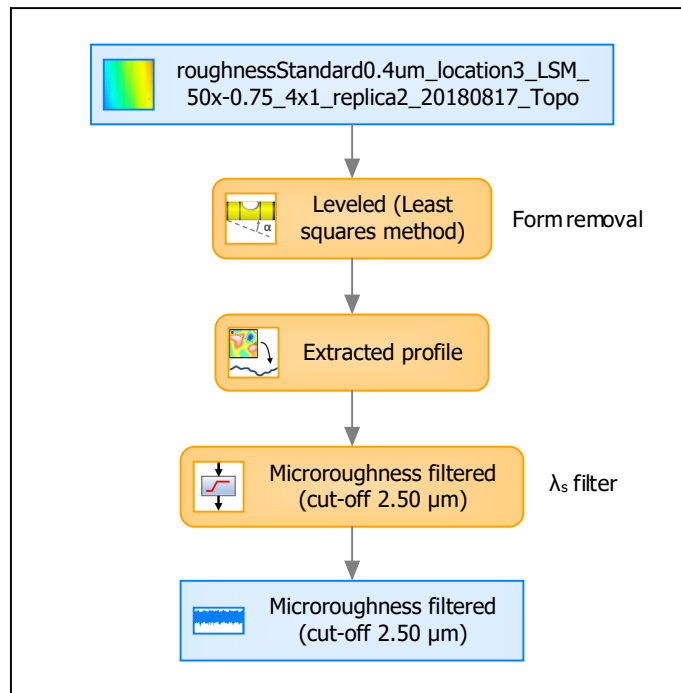 roughnessStandard0.4um_location3_LSM_
50x-0.75_4x1_replica2_20180817_Topo
Leveled (Least
squares method)
α
Form removal
Extracted profile
Microroughness filtered
(cut-off 2.50 µm)
λs filter
Microroughness filtered
(cut-off 2.50 µm)